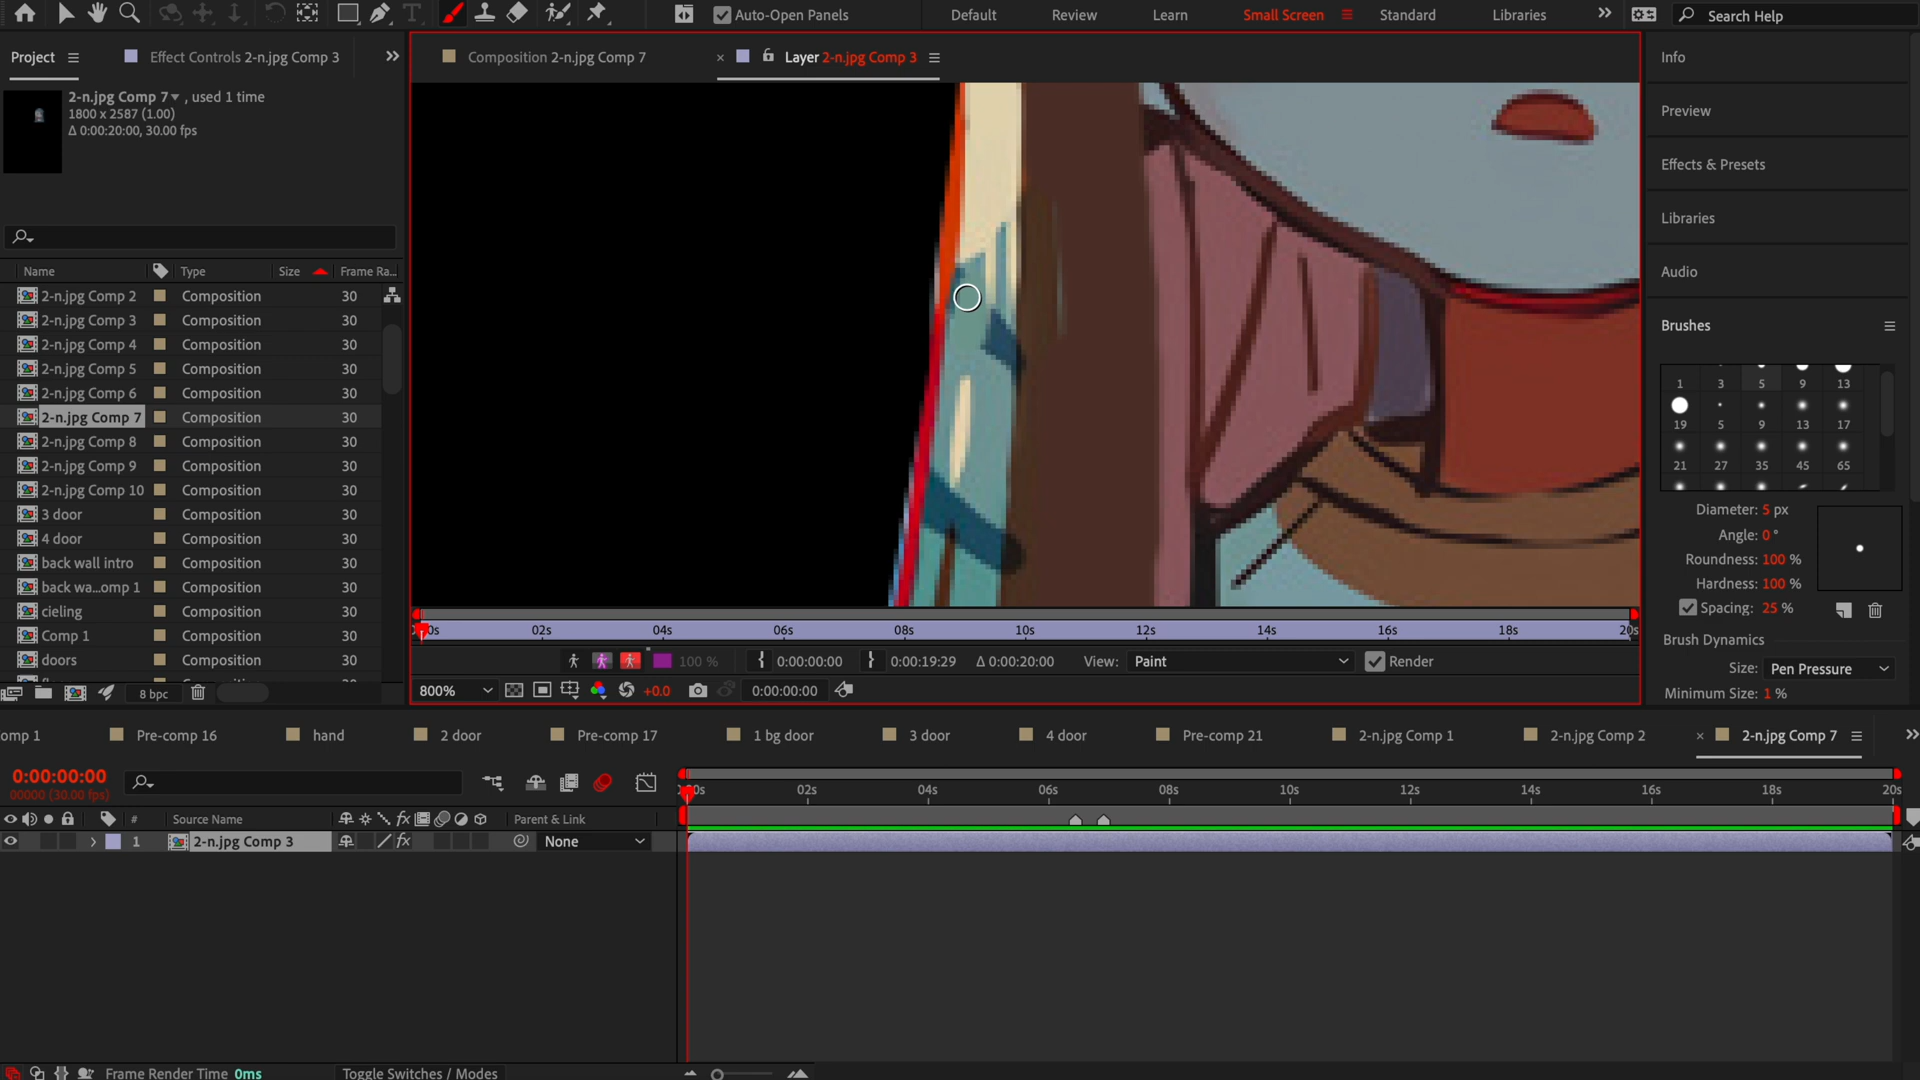 Auto-Open Panels
Default
Review
Learn
Small Screen
Standard
Libraries
Search Help
Project
Effect Controls 2-n.jpg Comp 3
Composition 2-n.jpg Comp 7
Layer 2-n.jpg Comp 3
2-n.jpg Comp 7 , used 1 time
1800 x 2587 (1.00)
Δ 0:00:20:00, 30.00 fps
Name Type Size Frame Ra...
2-n.jpg Comp 2 Composition 30
2-n.jpg Comp 3 Composition 30
2-n.jpg Comp 4 Composition 30
2-n.jpg Comp 5 Composition 30
2-n.jpg Comp 6 Composition 30
2-n.jpg Comp 7 Composition 30
2-n.jpg Comp 8 Composition 30
2-n.jpg Comp 9 Composition 30
2-n.jpg Comp 10 Composition 30
3 door Composition 30
4 door Composition 30
back wall intro Composition 30
back wa...omp 1 Composition 30
cieling Composition 30
Comp 1 Composition 30
doors Composition 30
8 bpc
02s 04s 06s 08s 10s 12s 14s 16s 18s 20s
100 % 0:00:00:00 0:00:19:29 Δ 0:00:20:00 View: Paint Render
800% +0.0 0:00:00:00
Info
Preview
Effects & Presets
Libraries
Audio
Brushes
1 3 5 9 13
19 5 9 13 17
21 27 35 45 65
Diameter: 5 px
Angle: 0 °
Roundness: 100 %
Hardness: 100 %
Spacing: 25 %
Brush Dynamics
Size: Pen Pressure
Minimum Size: 1 %
omp 1
Pre-comp 16
hand
2 door
Pre-comp 17
1 bg door
3 door
4 door
Pre-comp 21
2-n.jpg Comp 1
2-n.jpg Comp 2
2-n.jpg Comp 7
0:00:00:00
00000 (30.00 fps)
02s 04s 06s 08s 10s 12s 14s 16s 18s 20s
# Source Name Parent & Link
1 2-n.jpg Comp 3 None
Frame Render Time 0ms
Toggle Switches / Modes